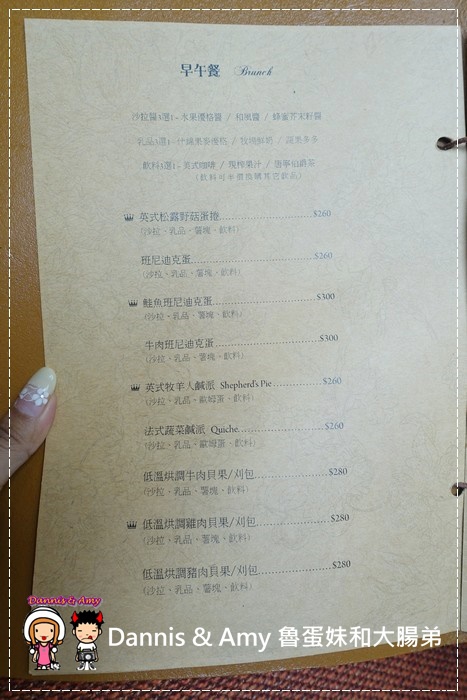 早午餐 Brunch
沙拉醬3選1 - 水果優格醬 / 和風醬 / 蜂蜜芥末籽醬
乳品3選1 - 什錦果麥優格 / 牧場鮮奶 / 蔬果多多
飲料3選1 - 美式咖啡 / 現榨果汁 / 唐寧伯爵茶
(飲料可半價換購其它飲品)
英式松露野菇蛋捲 $260
(沙拉、乳品、薯塊、飲料)
班尼迪克蛋 $260
(沙拉、乳品、薯塊、飲料)
鮭魚班尼迪克蛋 $300
(沙拉、乳品、薯塊、飲料)
牛肉班尼迪克蛋 $300
(沙拉、乳品、薯塊、飲料)
英式牧羊人鹹派 Shepherd's Pie $260
(沙拉、乳品、歐姆蛋、飲料)
法式蔬菜鹹派 Quiche $260
(沙拉、乳品、歐姆蛋、飲料)
低溫烘調牛肉貝果/刈包 $280
(沙拉、乳品、薯塊、飲料)
低溫烘調雞肉貝果/刈包 $280
(沙拉、乳品、薯塊、飲料)
低溫烘調豬肉貝果/刈包 $280
(沙拉、乳品、薯塊、飲料)
Dannis & Amy
Dannis & Amy 魯蛋妹和大腸弟